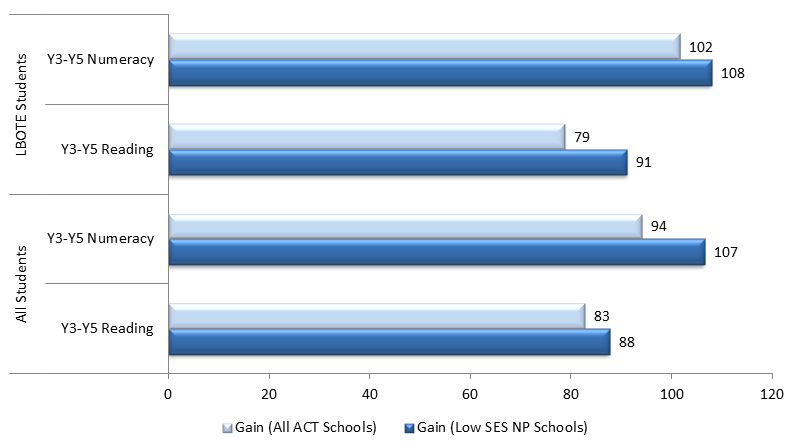 LBOTE Students
Y3-Y5 Numeracy
102
108
Y3-Y5 Reading
79
91
All Students
Y3-Y5 Numeracy
94
107
Y3-Y5 Reading
83
88
0 20 40 60 80 100 120
Gain (All ACT Schools) Gain (Low SES NP Schools)